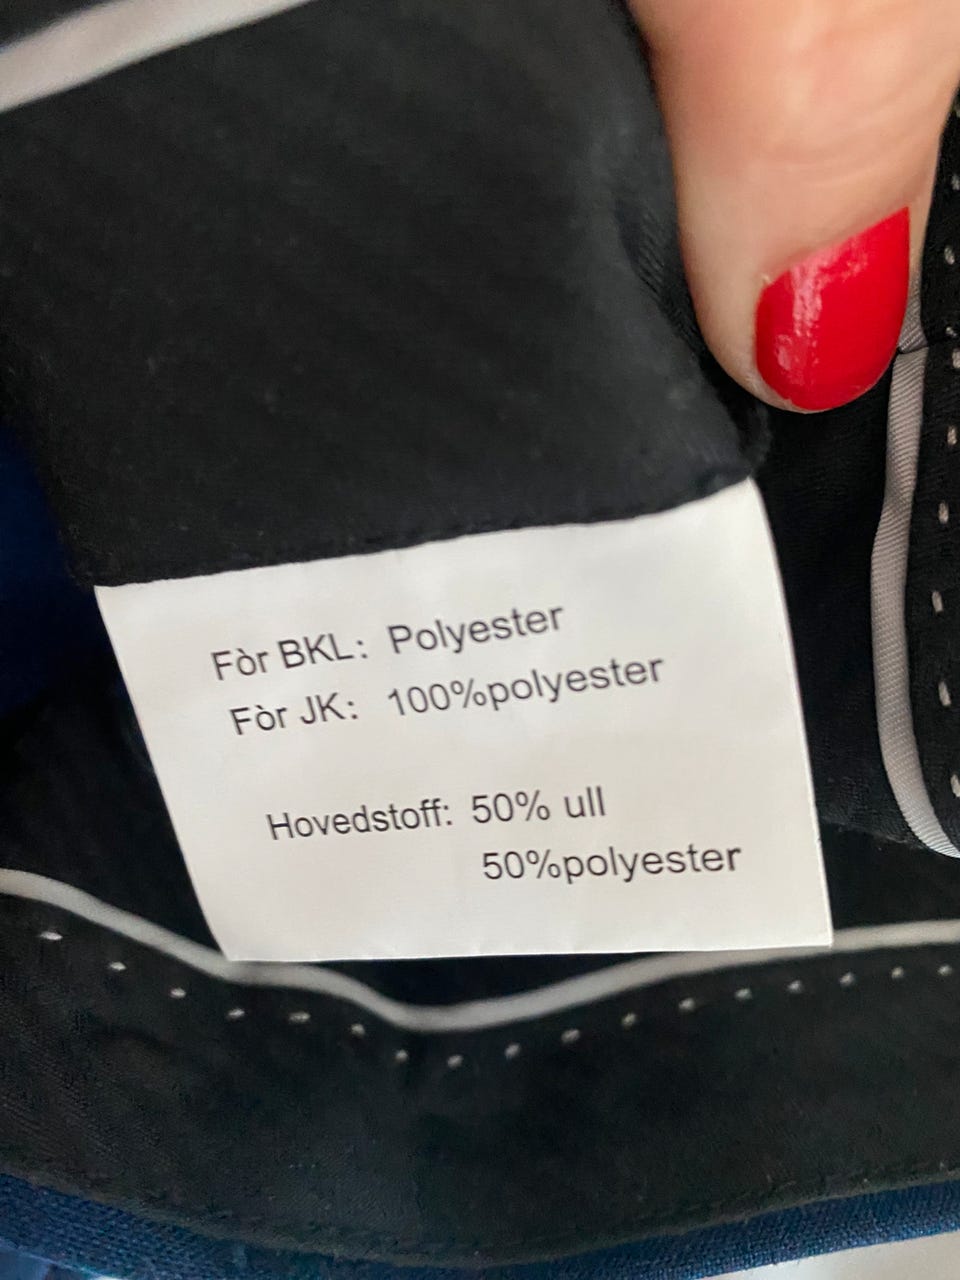 Fòr BKL: Polyester
Fòr JK: 100%polyester
Hovedstoff: 50% ull
50%polyester